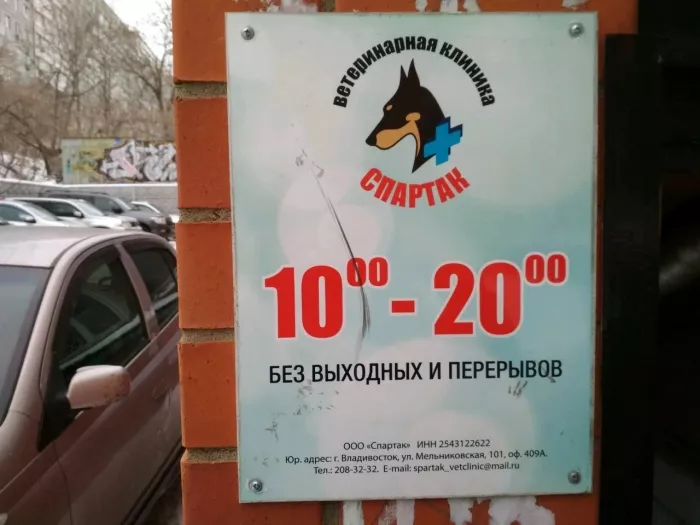 ветеринарная клиника
СПАРТАК
10⁰⁰ - 20⁰⁰
БЕЗ ВЫХОДНЫХ И ПЕРЕРЫВОВ
ООО «Спартак» ИНН 2543122622
Юр. адрес: г. Владивосток, ул. Мельниковская, 101, оф. 409А.
Тел.: 208-32-32. E-mail: spartak_vetclinic@mail.ru